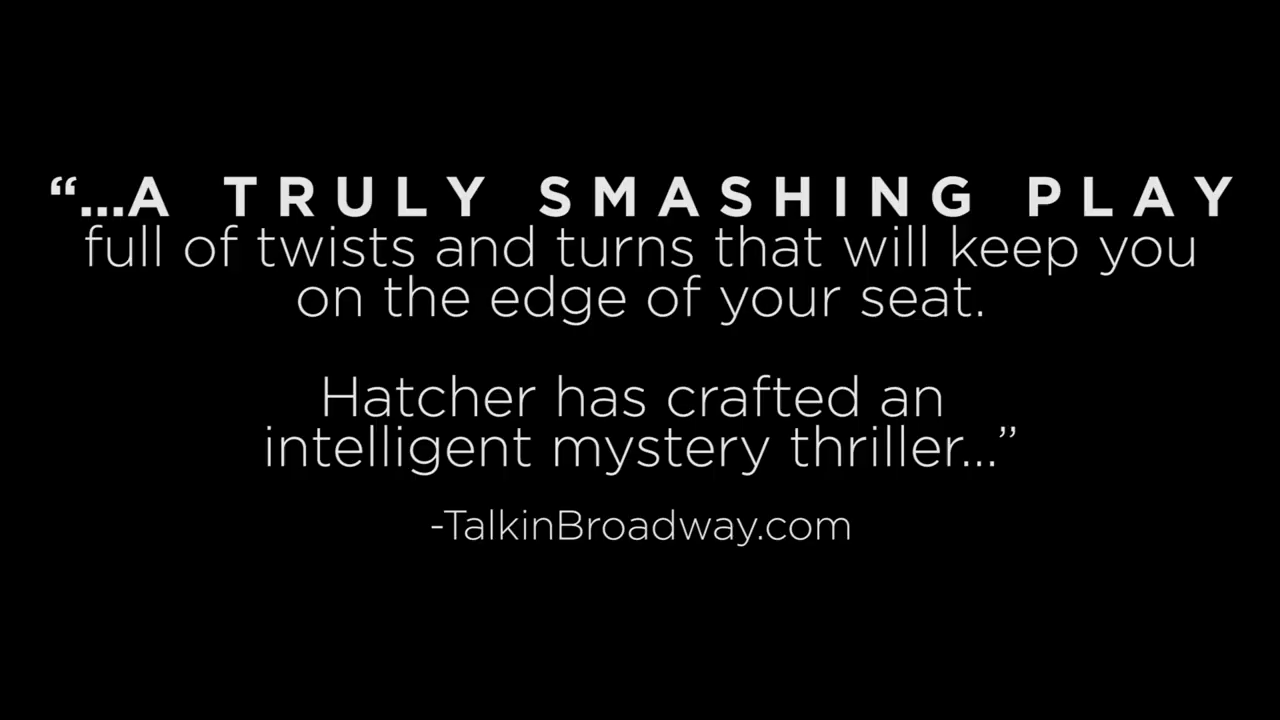 “...A TRULY SMASHING PLAY
full of twists and turns that will keep you
on the edge of your seat.
Hatcher has crafted an
intelligent mystery thriller...”
-TalkinBroadway.com